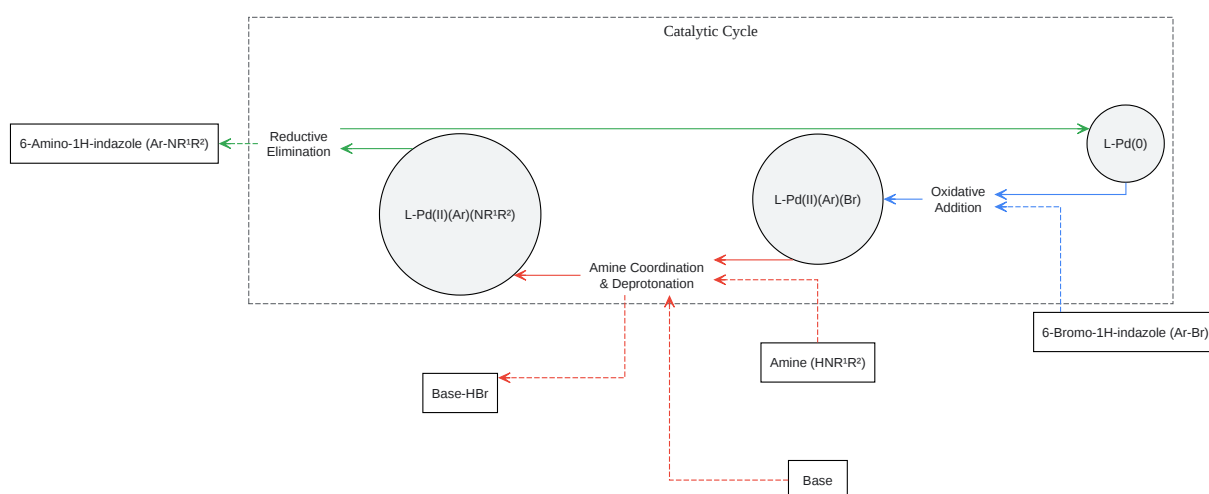 Catalytic Cycle
6-Amino-1H-indazole (Ar-NR¹R²)
Reductive
Elimination
L-Pd(0)
L-Pd(II)(Ar)(NR¹R²)
L-Pd(II)(Ar)(Br)
Oxidative
Addition
Amine Coordination
& Deprotonation
6-Bromo-1H-indazole (Ar-Br)
Amine (HNR¹R²)
Base-HBr
Base